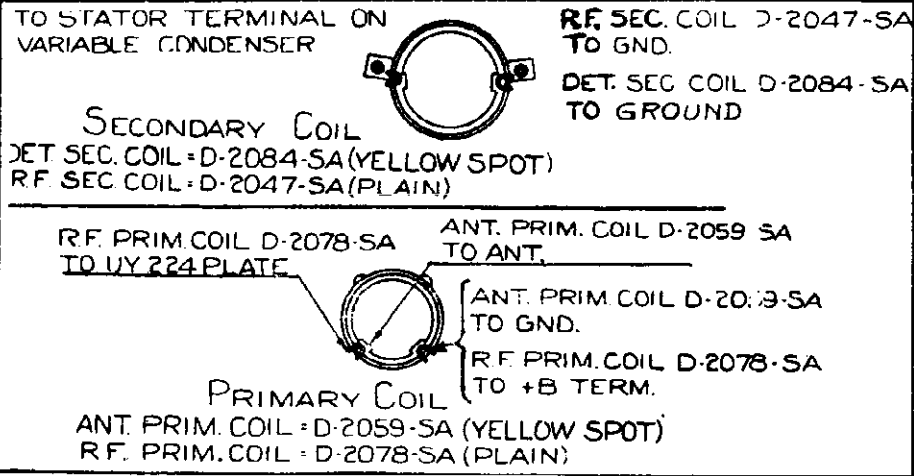 TO STATOR TERMINAL ON
VARIABLE CONDENSER
R.F. SEC. COIL D-2047-SA
TO GND.
DET. SEC COIL D-2084-SA
TO GROUND
SECONDARY COIL
DET. SEC. COIL = D-2084-SA (YELLOW SPOT)
R.F. SEC COIL = D-2047-SA (PLAIN)
R.F. PRIM. COIL D-2078-SA
TO UY 224 PLATE
ANT. PRIM. COIL D-2059 SA
TO ANT.
ANT. PRIM. COIL
TO GND.
R.F. PRIM. COIL D-2078-SA
TO +B TERM.
PRIMARY COIL
ANT. PRIM. COIL = D-2059-SA (YELLOW SPOT)
R.F. PRIM. COIL = D-2078-SA (PLAIN)